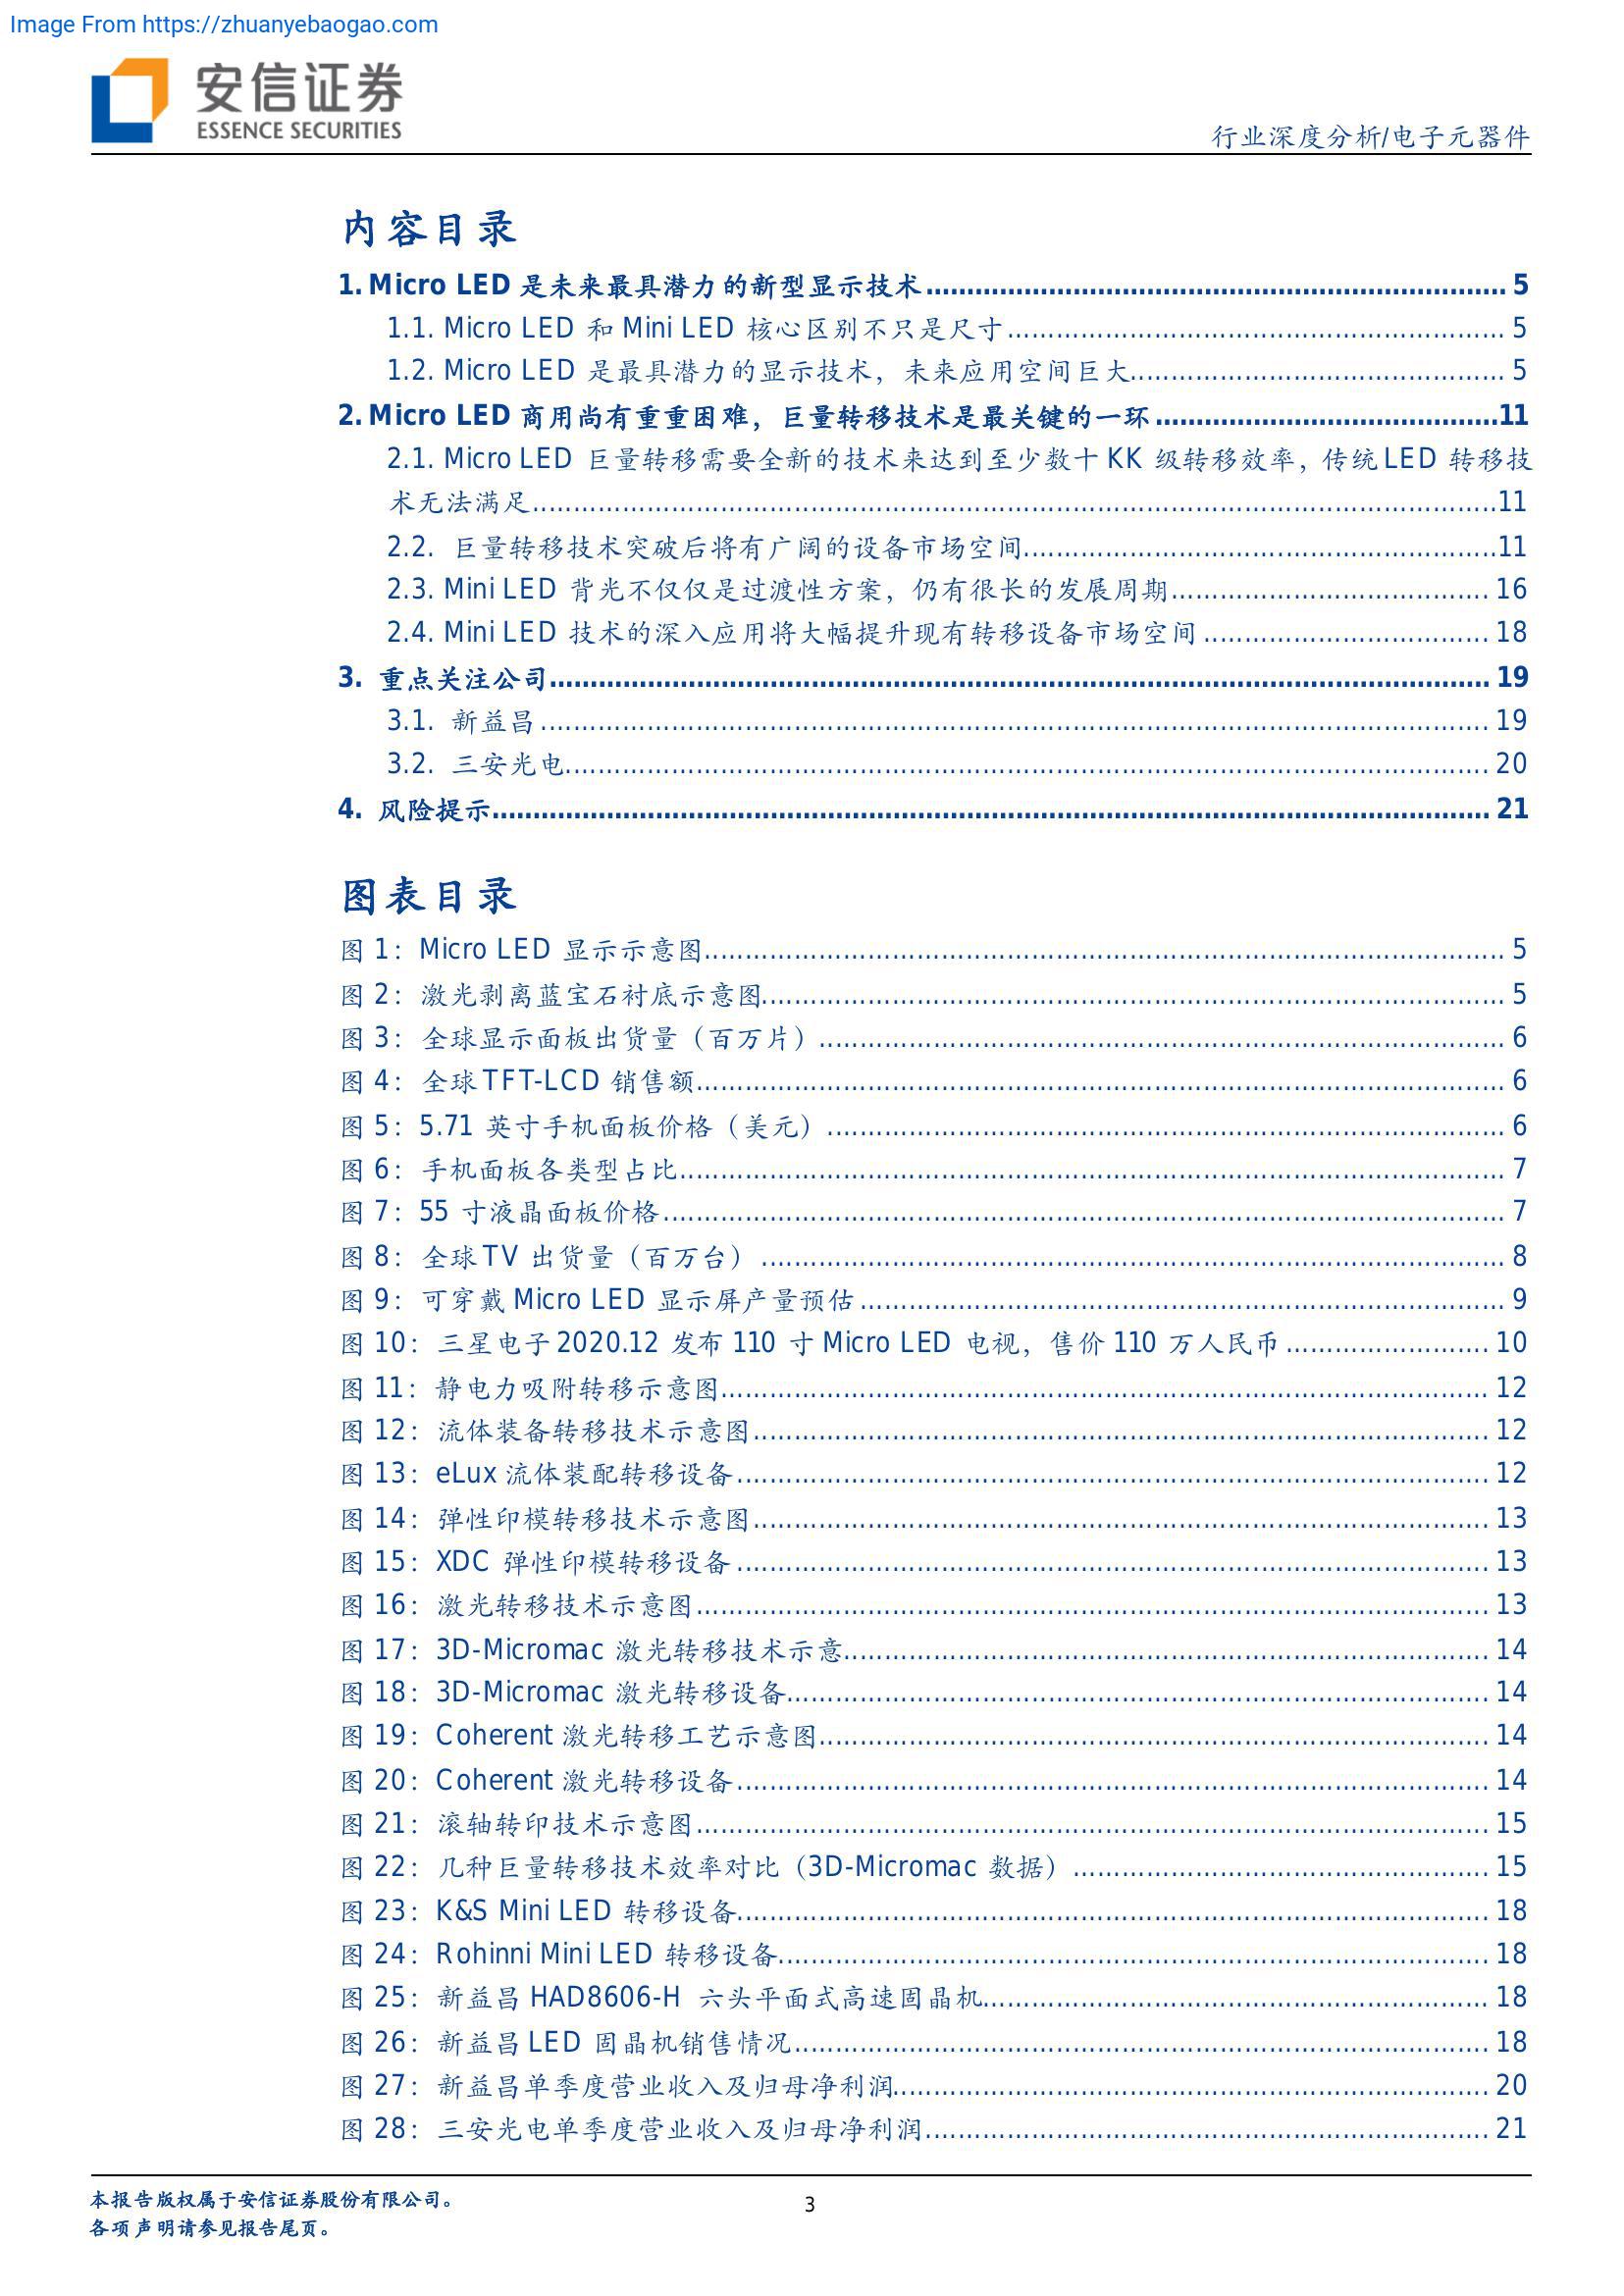 Image From https://zhuanyebaogao.com
安信证券
ESSENCE SECURITIES
行业深度分析/电子元器件
内容目录
1. Micro LED 是未来最具潜力的新型显示技术 5
1.1. Micro LED 和 Mini LED 核心区别不只是尺寸 5
1.2. Micro LED 是最具潜力的显示技术，未来应用空间巨大 5
2. Micro LED 商用尚有重重困难，巨量转移技术是最关键的一环 11
2.1. Micro LED 巨量转移需要全新的技术来达到至少数十 KK 级转移效率，传统 LED 转移技
术无法满足 11
2.2. 巨量转移技术突破后将有广阔的设备市场空间 11
2.3. Mini LED 背光不仅仅是过渡性方案，仍有很长的发展周期 16
2.4. Mini LED 技术的深入应用将大幅提升现有转移设备市场空间 18
3. 重点关注公司 19
3.1. 新益昌 19
3.2. 三安光电 20
4. 风险提示 21
图表目录
图 1：Micro LED 显示示意图 5
图 2：激光剥离蓝宝石衬底示意图 5
图 3：全球显示面板出货量（百万片） 6
图 4：全球 TFT-LCD 销售额 6
图 5：5.71 英寸手机面板价格（美元） 6
图 6：手机面板各类型占比 7
图 7：55 寸液晶面板价格 7
图 8：全球 TV 出货量（百万台） 8
图 9：可穿戴 Micro LED 显示屏产量预估 9
图 10：三星电子 2020.12 发布 110 寸 Micro LED 电视，售价 110 万人民币 10
图 11：静电力吸附转移示意图 12
图 12：流体装备转移技术示意图 12
图 13：eLux 流体装配转移设备 12
图 14：弹性印模转移技术示意图 13
图 15：XDC 弹性印模转移设备 13
图 16：激光转移技术示意图 13
图 17：3D-Micromac 激光转移技术示意 14
图 18：3D-Micromac 激光转移设备 14
图 19：Coherent 激光转移工艺示意图 14
图 20：Coherent 激光转移设备 14
图 21：滚轴转印技术示意图 15
图 22：几种巨量转移技术效率对比（3D-Micromac 数据） 15
图 23：K&S Mini LED 转移设备 18
图 24：Rohinni Mini LED 转移设备 18
图 25：新益昌 HAD8606-H 六头平面式高速固晶机 18
图 26：新益昌 LED 固晶机销售情况 18
图 27：新益昌单季度营业收入及归母净利润 20
图 28：三安光电单季度营业收入及归母净利润 21
本报告版权属于安信证券股份有限公司。
各项声明请参见报告尾页。
3